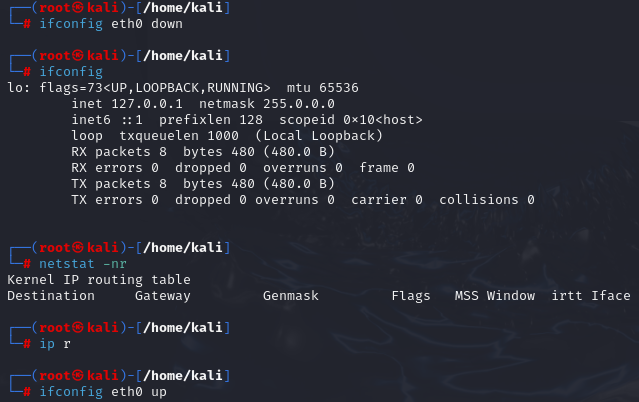 ┌──(root㉿kali)-[/home/kali]
└─# ifconfig eth0 down
┌──(root㉿kali)-[/home/kali]
└─# ifconfig
lo: flags=73<UP,LOOPBACK,RUNNING>  mtu 65536
        inet 127.0.0.1  netmask 255.0.0.0
        inet6 ::1  prefixlen 128  scopeid 0×10<host>
        loop  txqueuelen 1000  (Local Loopback)
        RX packets 8  bytes 480 (480.0 B)
        RX errors 0  dropped 0  overruns 0  frame 0
        TX packets 8  bytes 480 (480.0 B)
        TX errors 0  dropped 0 overruns 0  carrier 0  collisions 0
┌──(root㉿kali)-[/home/kali]
└─# netstat -nr
Kernel IP routing table
Destination     Gateway         Genmask         Flags   MSS Window  irtt Iface
┌──(root㉿kali)-[/home/kali]
└─# ip r
┌──(root㉿kali)-[/home/kali]
└─# ifconfig eth0 up